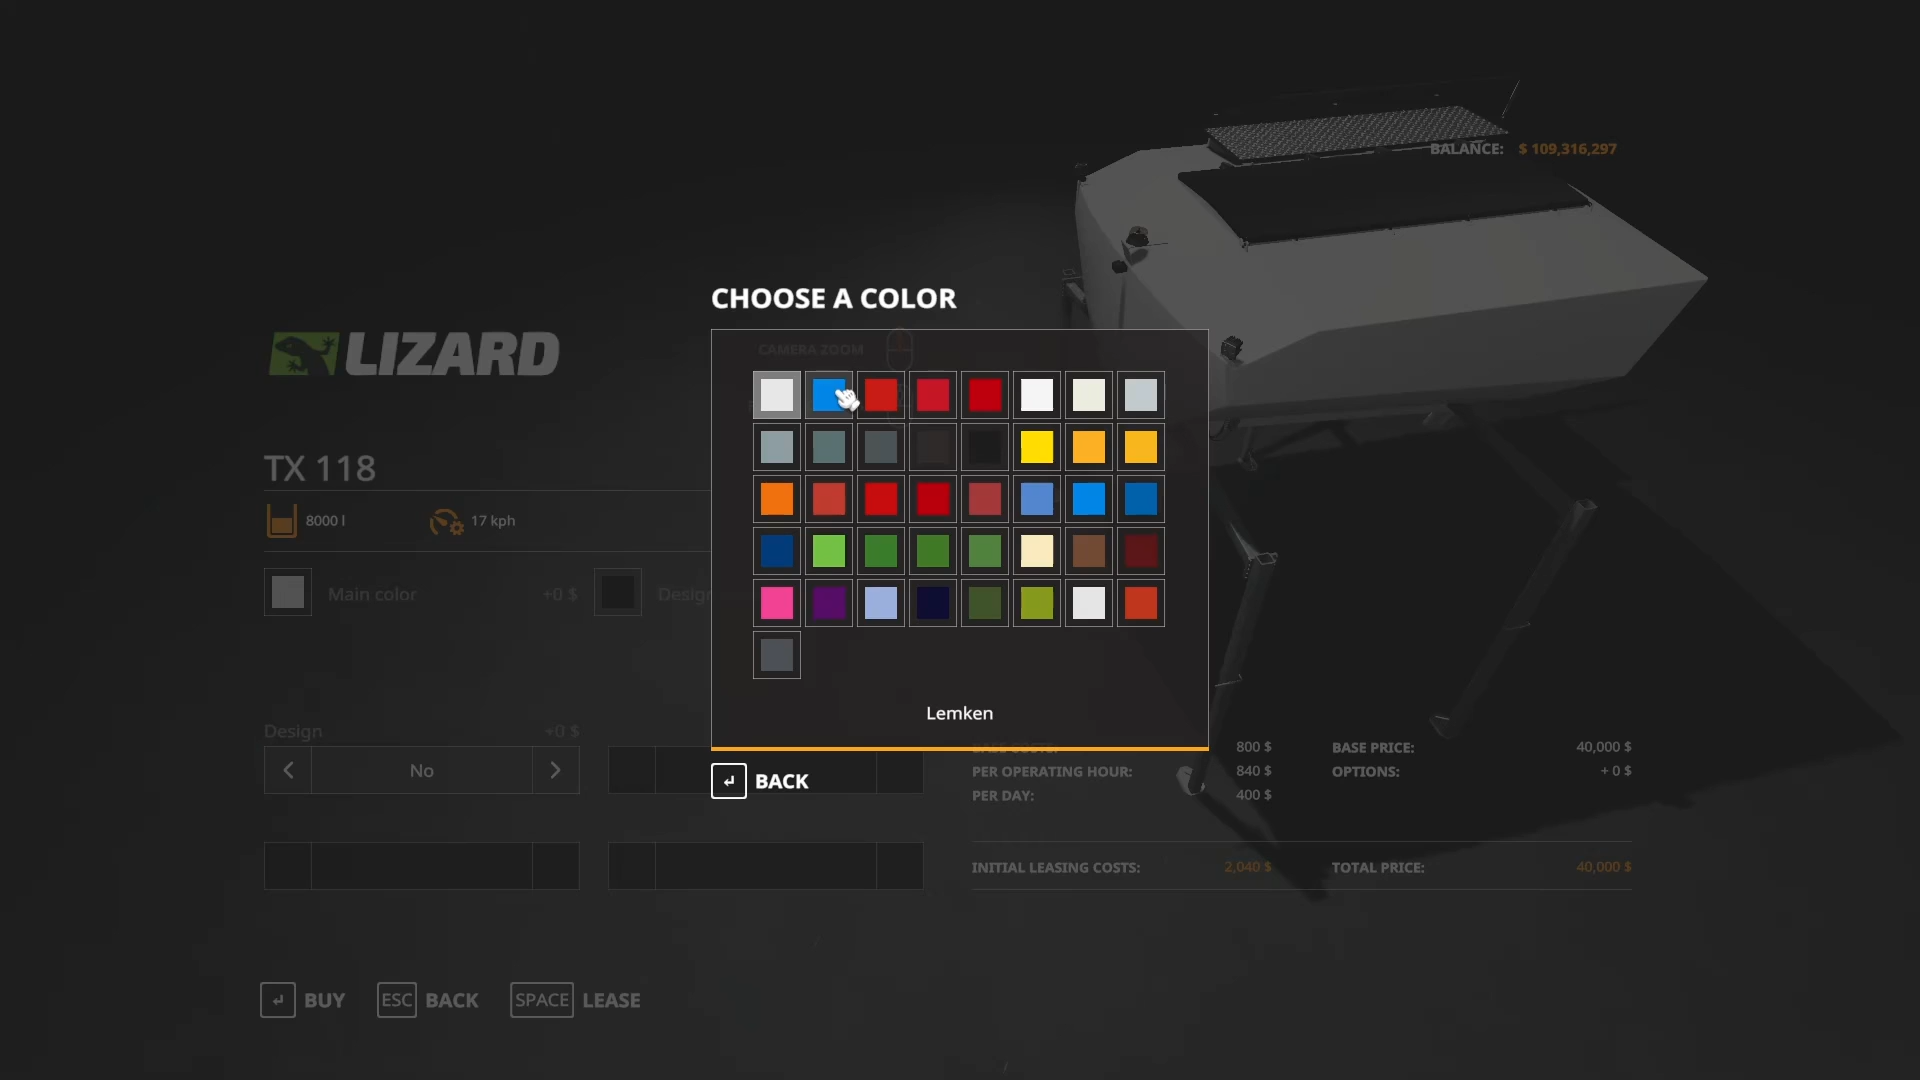 BALANCE: $ 109,316,297
CHOOSE A COLOR
CAMERA ZOOM
LIZARD
TX 118
8000 l 17 kph
Main color +0 $
Design +0 $
No
Lemken
BACK
800 $
PER OPERATING HOUR: 840 $
PER DAY: 400 $
BASE PRICE: 40,000 $
OPTIONS: + 0 $
INITIAL LEASING COSTS: 2,040 $
TOTAL PRICE: 40,000 $
BUY
ESC BACK
SPACE LEASE